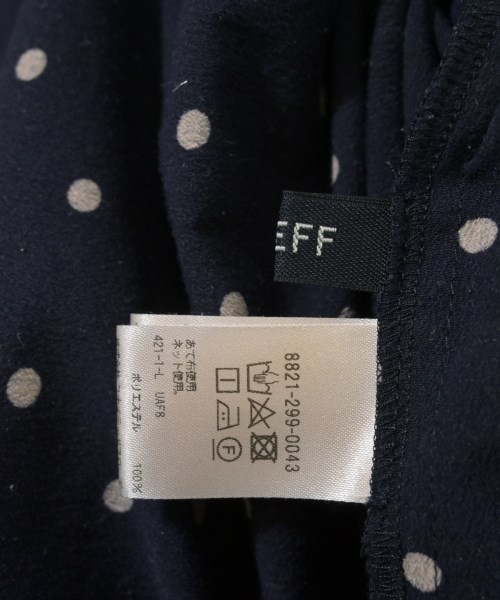 EFF
8821-299-0043
あて布使用
ネット使用。
421-1-L UAF8
ポリエステル 100%